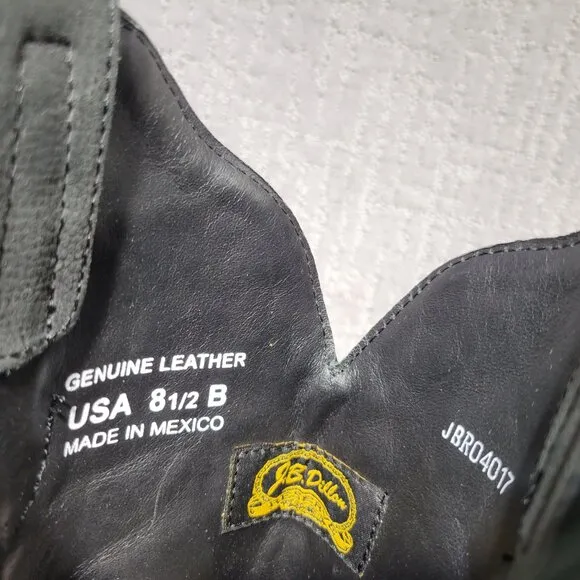 GENUINE LEATHER
USA 8 1/2 B
MADE IN MEXICO
J.B. Dillon
JBR04017